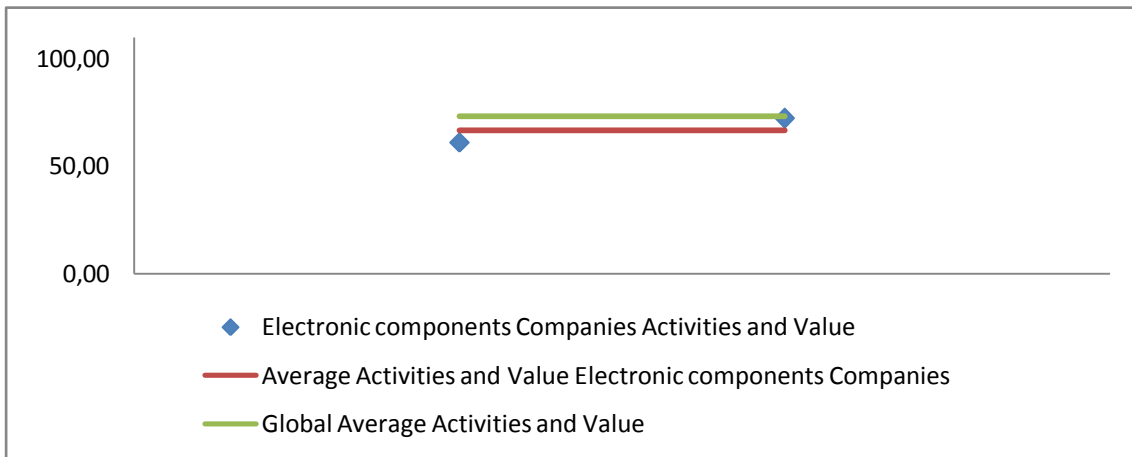 100,00
50,00
0,00
Electronic components Companies Activities and Value
Average Activities and Value Electronic components Companies
Global Average Activities and Value